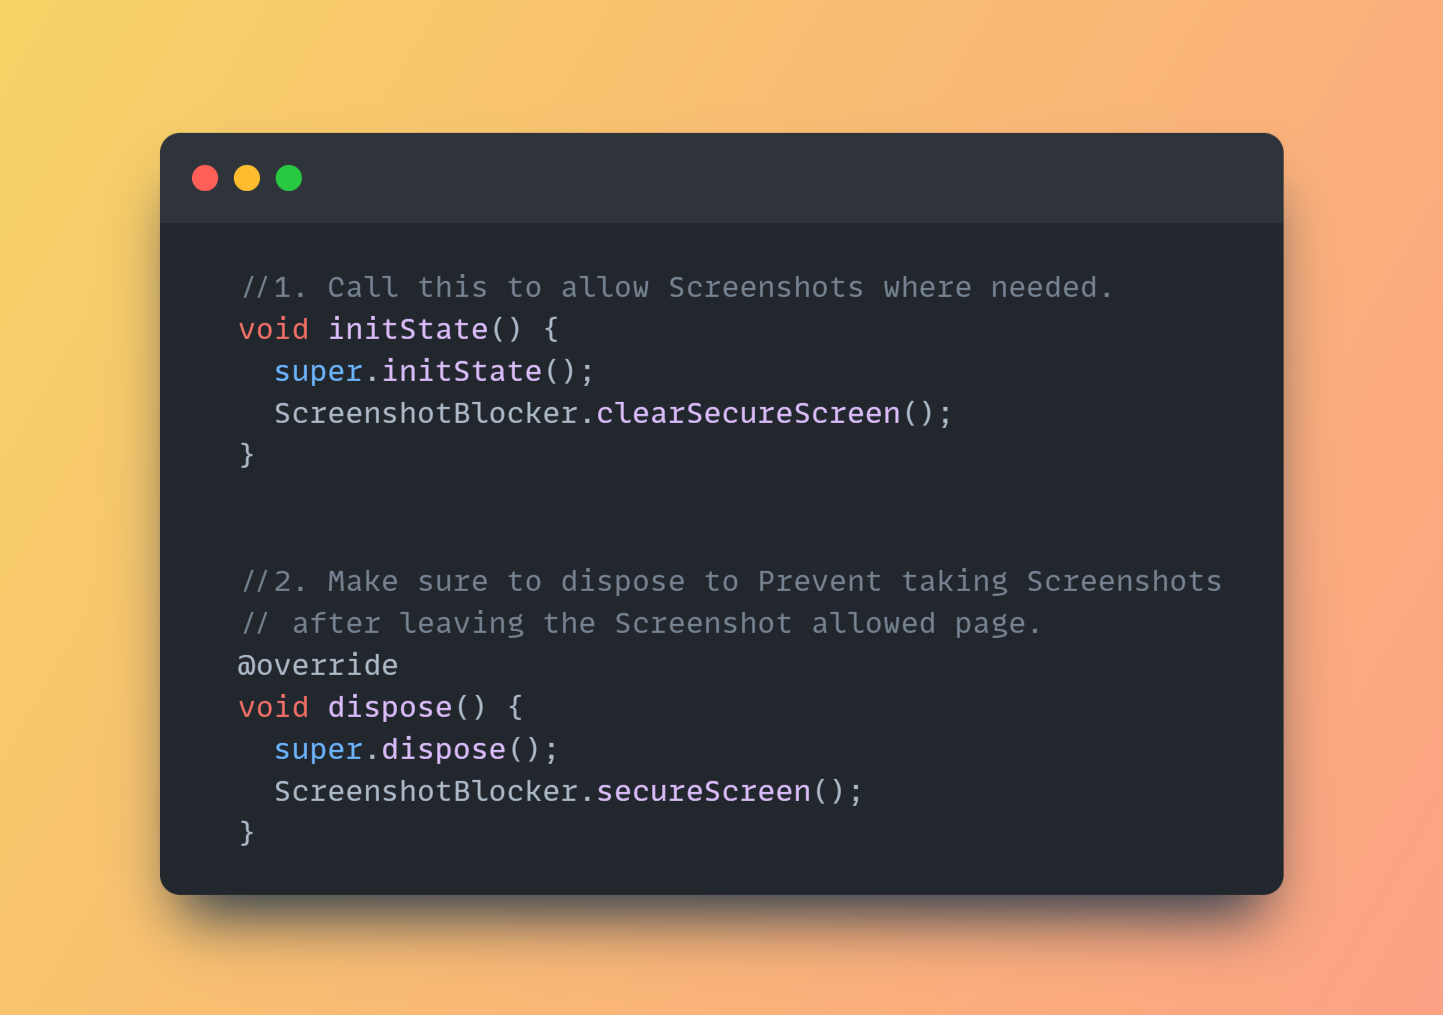 //1. Call this to allow Screenshots where needed.
void initState() {
  super.initState();
  ScreenshotBlocker.clearSecureScreen();
}
//2. Make sure to dispose to Prevent taking Screenshots
// after leaving the Screenshot allowed page.
@override
void dispose() {
  super.dispose();
  ScreenshotBlocker.secureScreen();
}